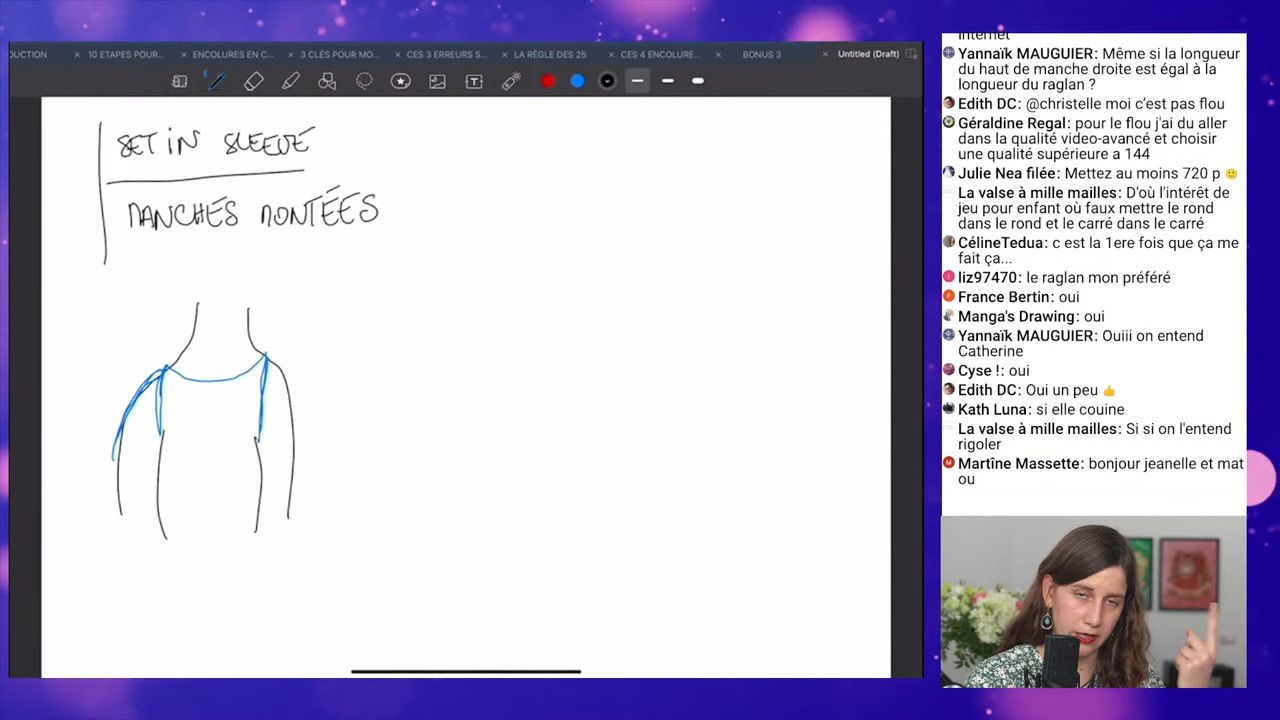 DUCTION
10 ETAPES POUR...
ENCOLURES EN C...
3 CLÉS POUR MO...
CES 3 ERREURS S...
LA RÈGLE DES 25
CES 4 ENCOLURE...
BONUS 3
Untitled (Draft)
SET IN SLEEVE
MANCHES MONTÉES
internet
Yannaïk MAUGUIER: Même si la longueur
du haut de manche droite est égal à la
longueur du raglan ?
Edith DC: @christelle moi c'est pas flou
Géraldine Regal: pour le flou j'ai du aller
dans la qualité video-avancé et choisir
une qualité supérieure a 144
Julie Nea filée: Mettez au moins 720 p 🙂
La valse à mille mailles: D'où l'intérêt de
jeu pour enfant où faux mettre le rond
dans le rond et le carré dans le carré
CélineTedua: c est la 1ere fois que ça me
fait ça...
liz97470: le raglan mon préféré
France Bertin: oui
Manga's Drawing: oui
Yannaïk MAUGUIER: Ouiii on entend
Catherine
Cyse !: oui
Edith DC: Oui un peu 👍
Kath Luna: si elle couine
La valse à mille mailles: Si si on l'entend
rigoler
Martîne Massette: bonjour jeanelle et mat
ou